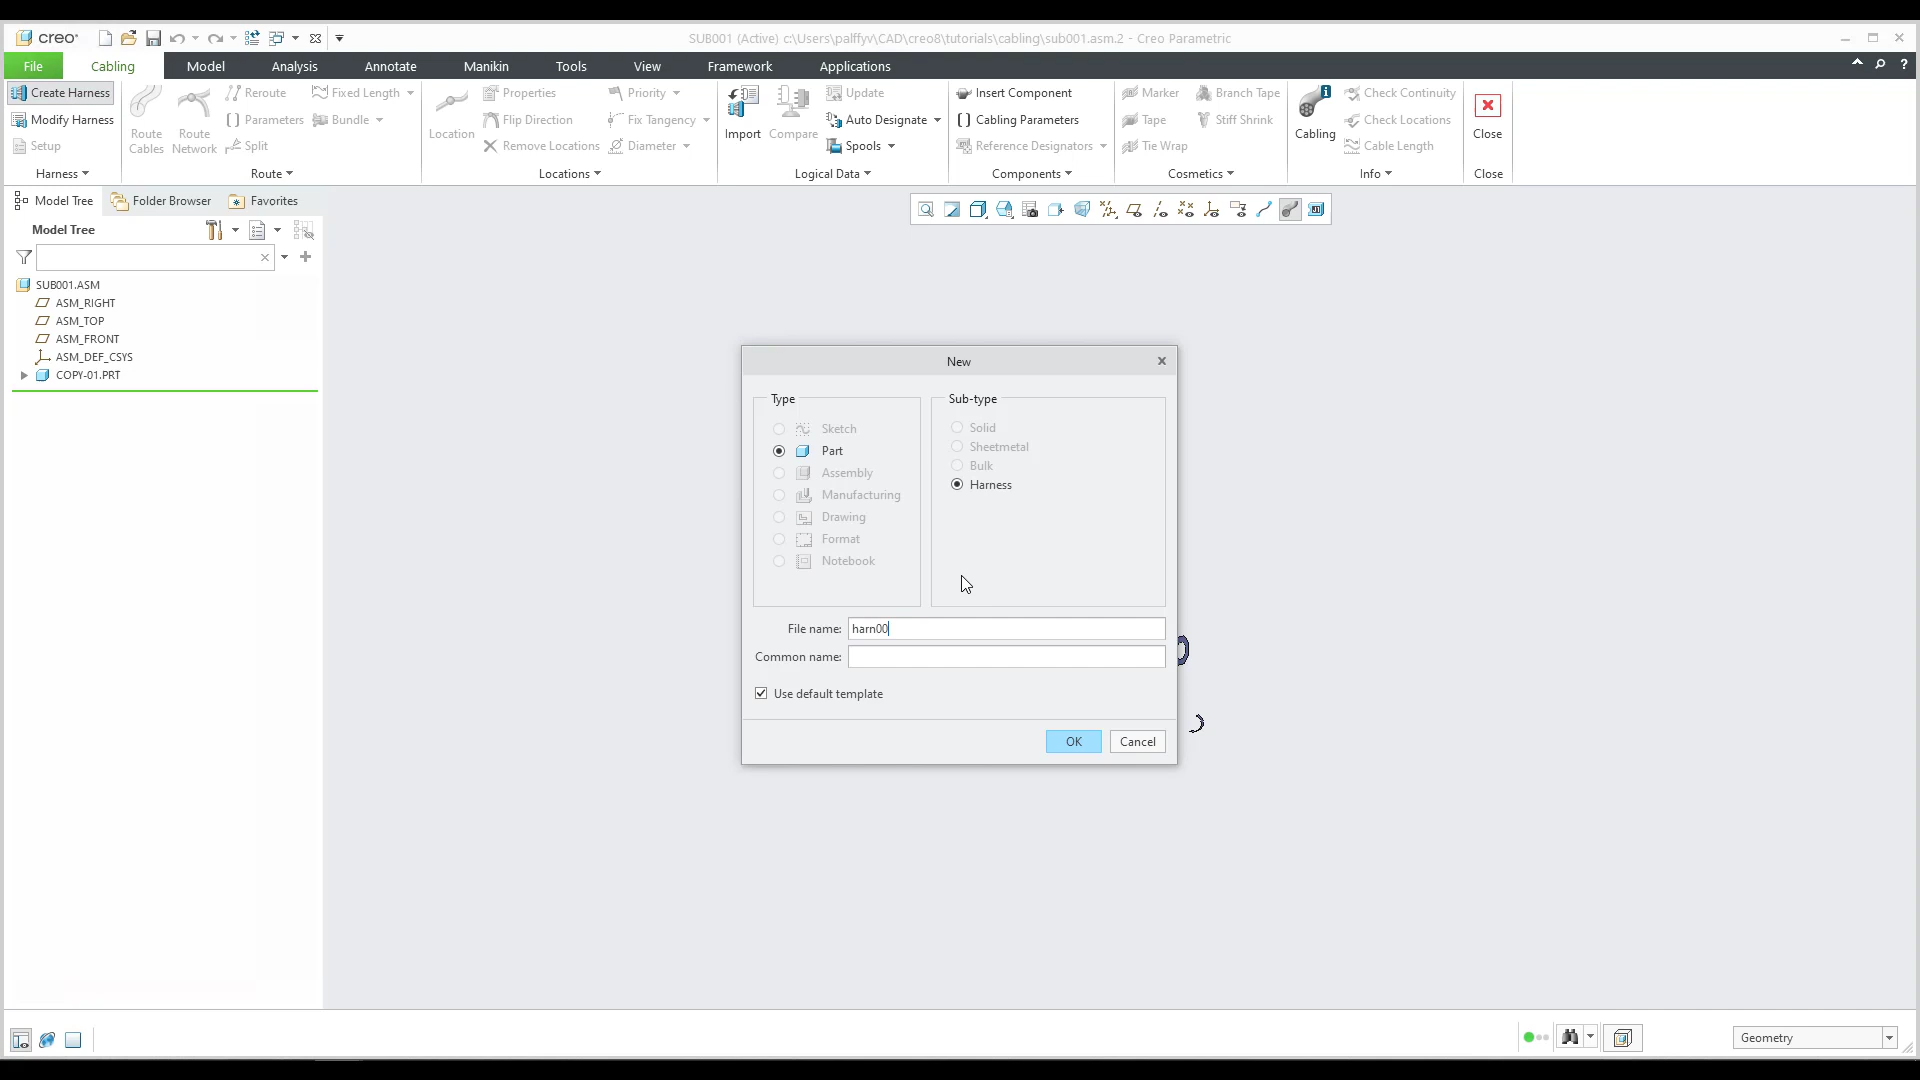 creo
SUB001 (Active) c:\Users\palffyv\CAD\creo8\tutorials\cabling\sub001.asm.2 - Creo Parametric
File
Cabling
Model
Analysis
Annotate
Manikin
Tools
View
Framework
Applications
Create Harness
Modify Harness
Setup
Harness
Route Cables
Route Network
Reroute
Parameters
Split
Fixed Length
Bundle
Route
Location
Properties
Flip Direction
Remove Locations
Priority
Fix Tangency
Diameter
Locations
Import
Compare
Update
Auto Designate
Spools
Logical Data
Insert Component
Cabling Parameters
Reference Designators
Components
Marker
Tape
Tie Wrap
Branch Tape
Stiff Shrink
Cosmetics
Cabling
Check Continuity
Check Locations
Cable Length
Info
Close
Close
Model Tree
Folder Browser
Favorites
Model Tree
SUB001.ASM
ASM_RIGHT
ASM_TOP
ASM_FRONT
ASM_DEF_CSYS
COPY-01.PRT
New
Type
Sketch
Part
Assembly
Manufacturing
Drawing
Format
Notebook
Sub-type
Solid
Sheetmetal
Bulk
Harness
File name: harn00
Common name:
Use default template
OK
Cancel
Geometry